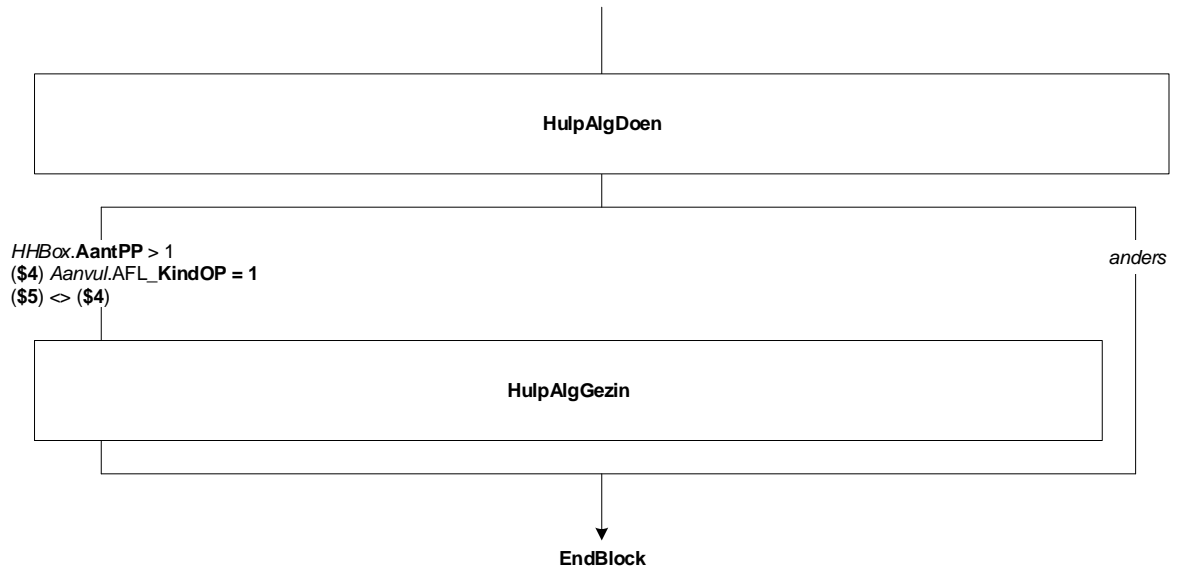 HulpAlgDoen
HHBox.AantPP > 1
($4) Aanvul.AFL_KindOP = 1
($5) <> ($4)
anders
HulpAlgGezin
EndBlock